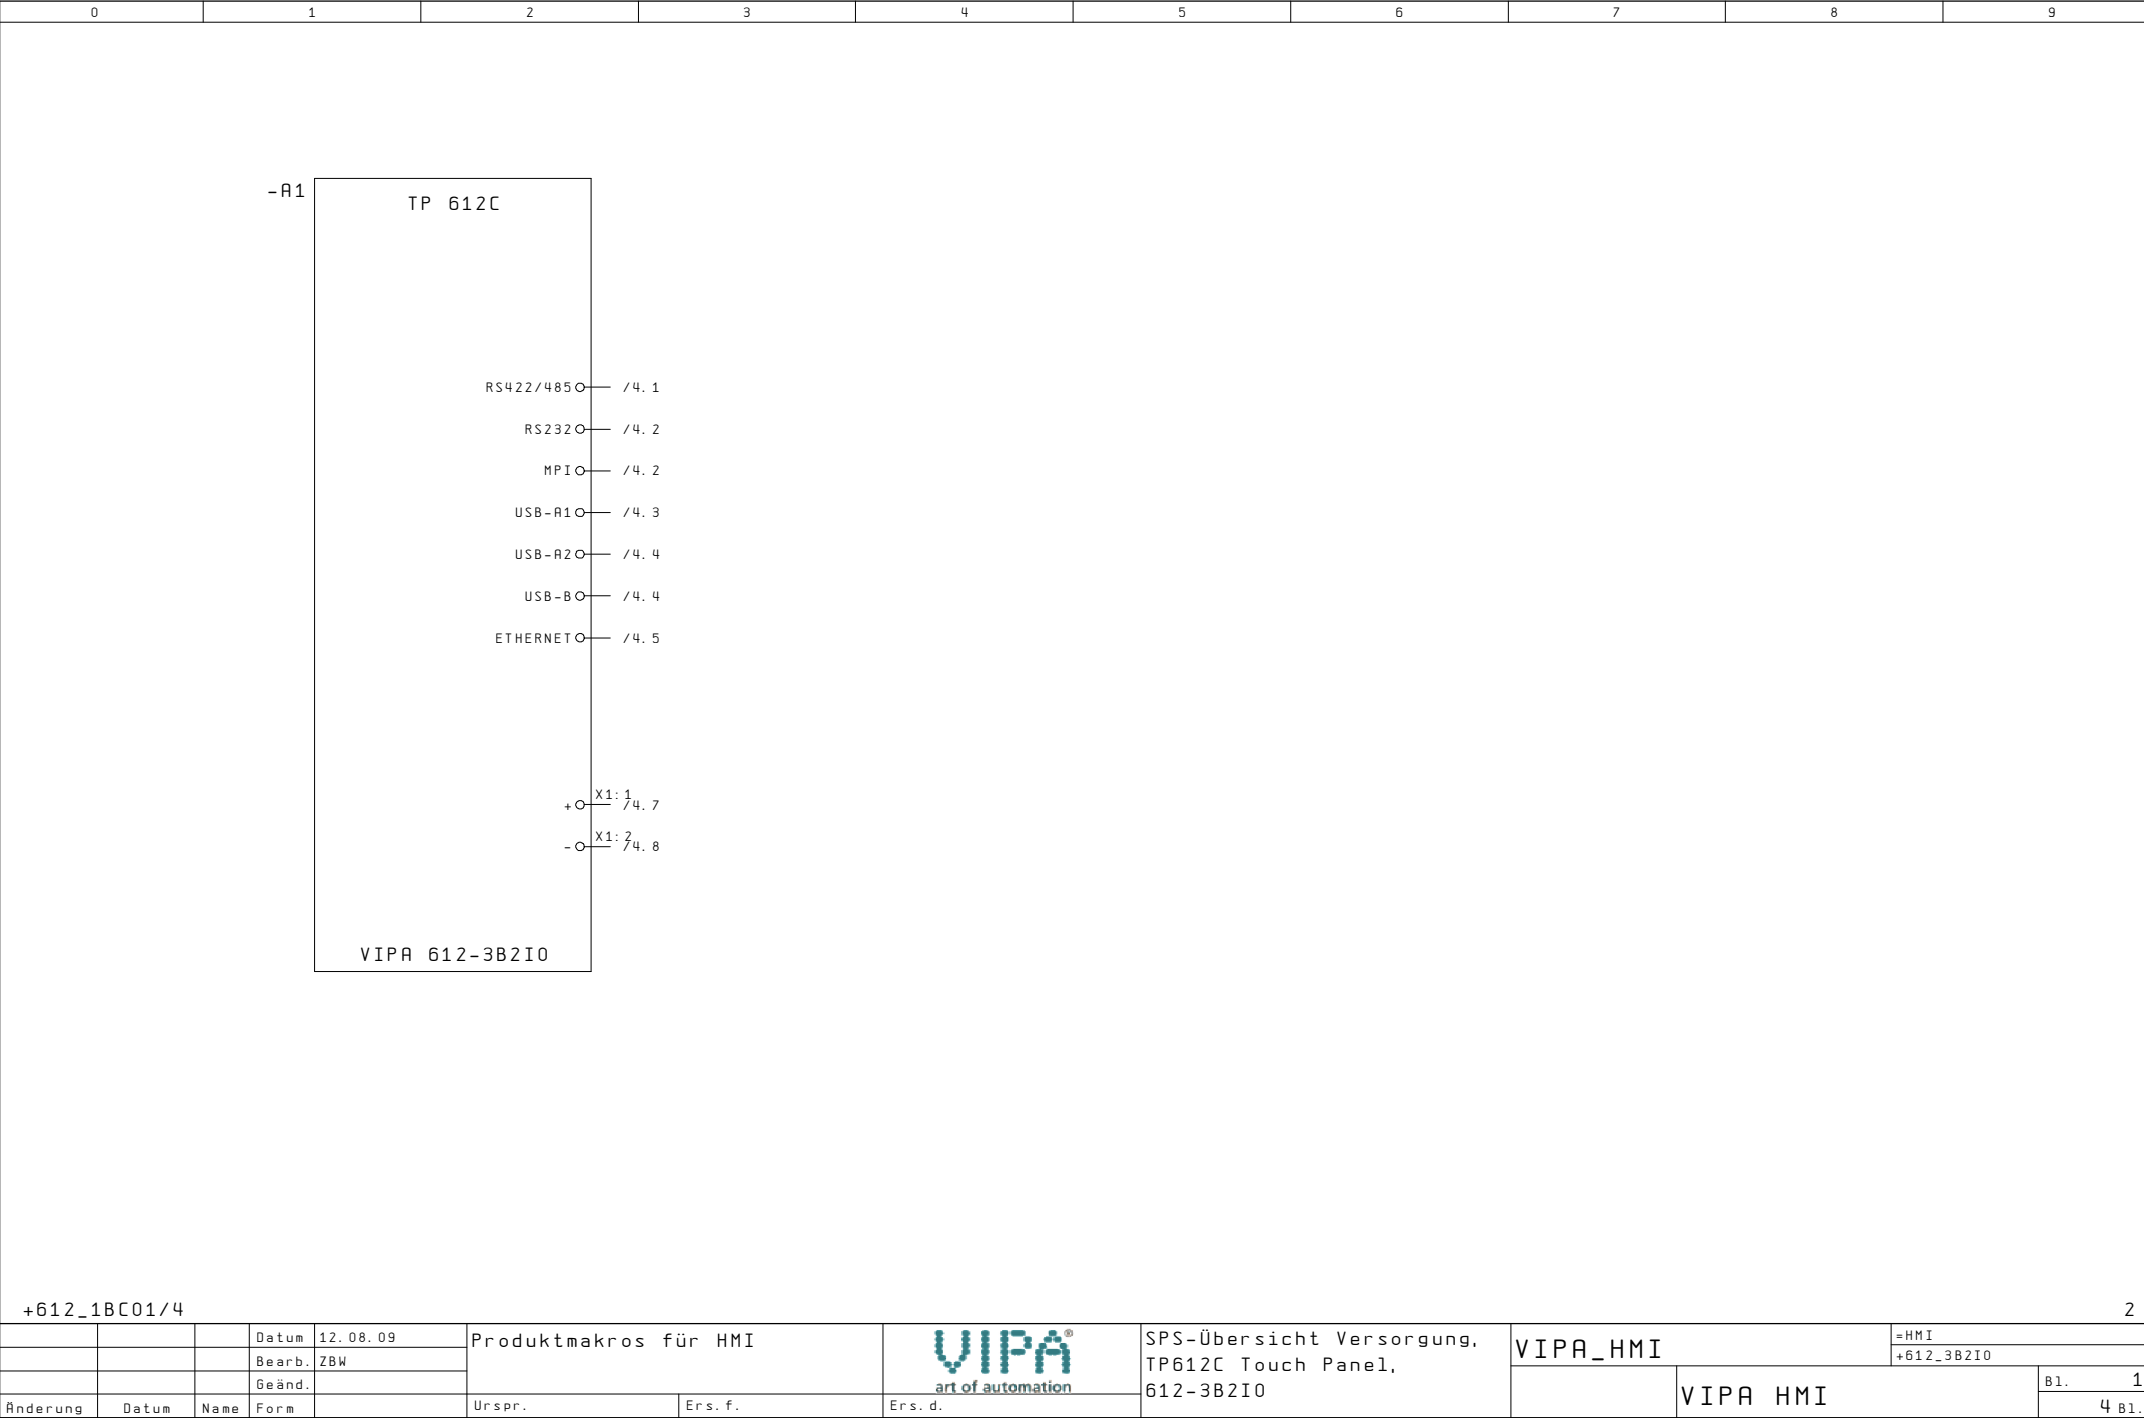 0 1 2 3 4 5 6 7 8 9
-A1
TP 612C
RS422/485 /4.1
RS232 /4.2
MPI /4.2
USB-A1 /4.3
USB-A2 /4.4
USB-B /4.4
ETHERNET /4.5
X1:1
+ /4.7
X1:2
- /4.8
VIPA 612-3B2IO
+612_1BC01/4 2
Datum 12.08.09
Bearb. ZBW
Geänd.
Änderung Datum Name Form
Produktmakros für HMI
Urspr. Ers.f. Ers.d.
VIPA®
art of automation
SPS-Übersicht Versorgung,
TP612C Touch Panel,
612-3B2IO
VIPA_HMI
=HMI
+612_3B2IO
VIPA HMI
Bl. 1
4 Bl.